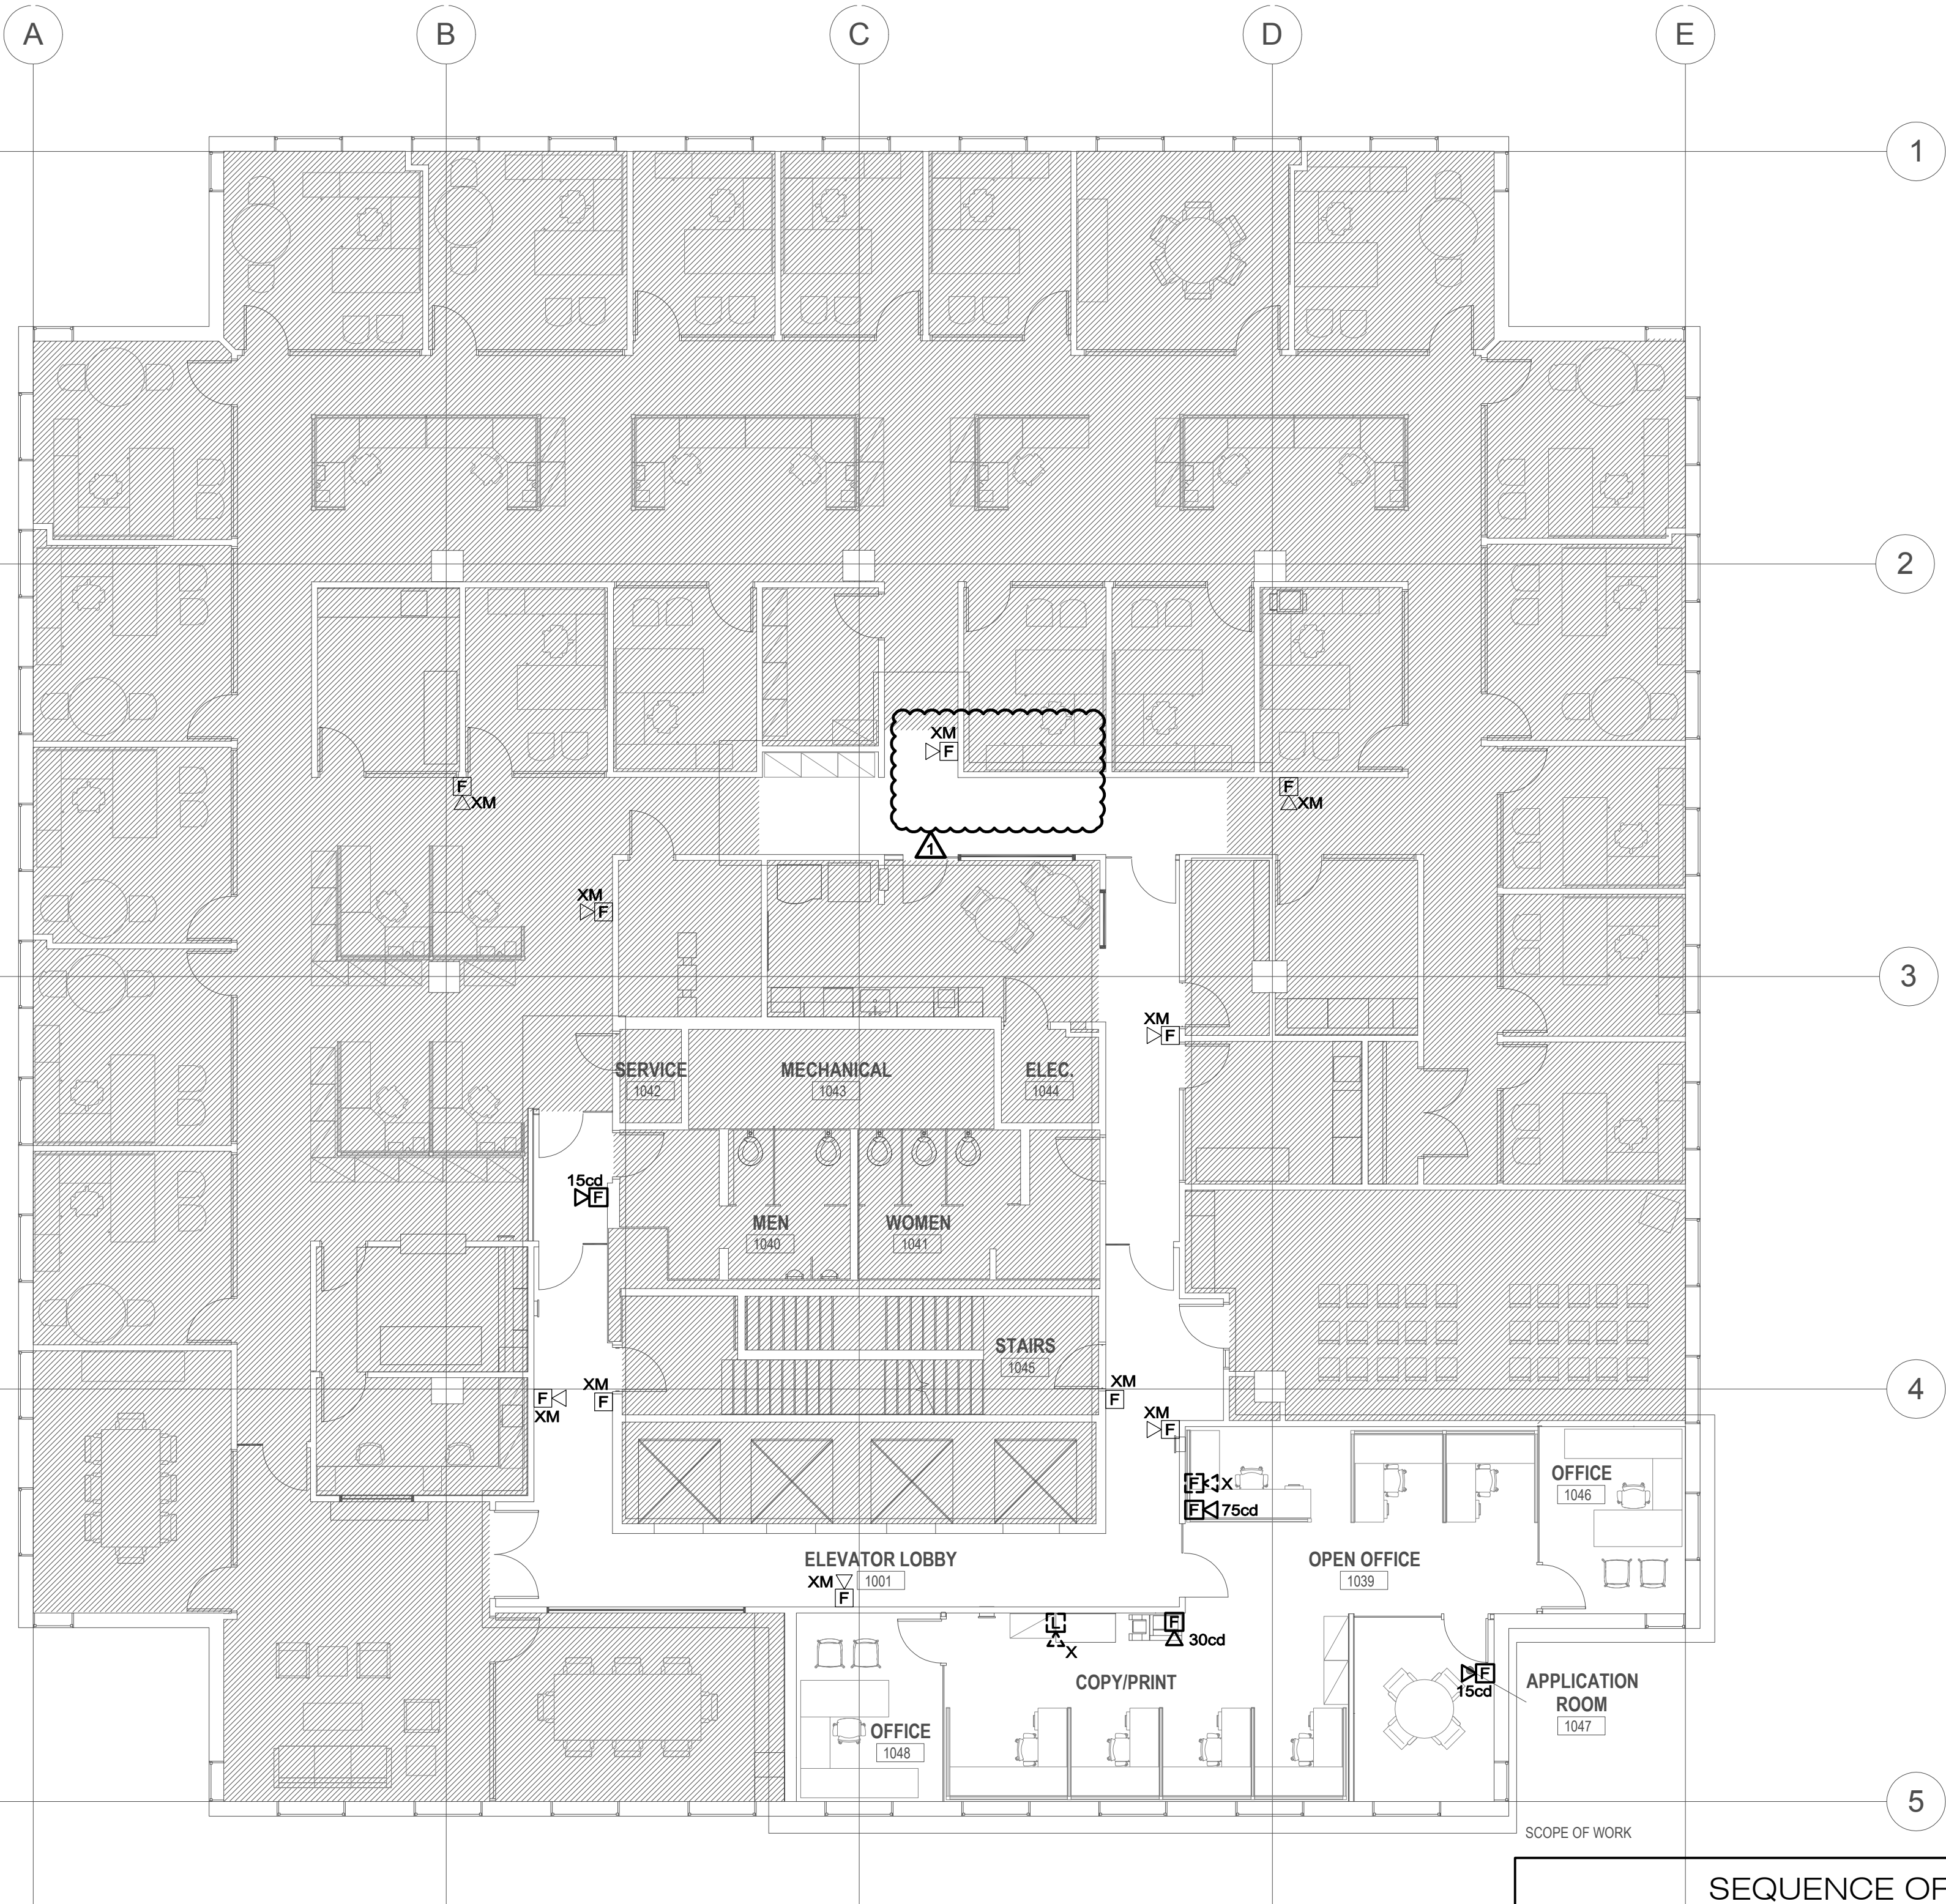 A
B
C
D
E
1
2
XM
F
F
XM
F
XM
1
XM
F
3
XM
F
SERVICE
1042
MECHANICAL
1043
ELEC.
1044
15cd
F
MEN
1040
WOMEN
1041
STAIRS
1045
4
XM
F
F
XM
XM
F
XM
F
F
X
F
75cd
OFFICE
1046
ELEVATOR LOBBY
1001
XM
F
OPEN OFFICE
1039
L
X
F
30cd
COPY/PRINT
F
15cd
APPLICATION
ROOM
1047
OFFICE
1048
5
SCOPE OF WORK
SEQUENCE OF